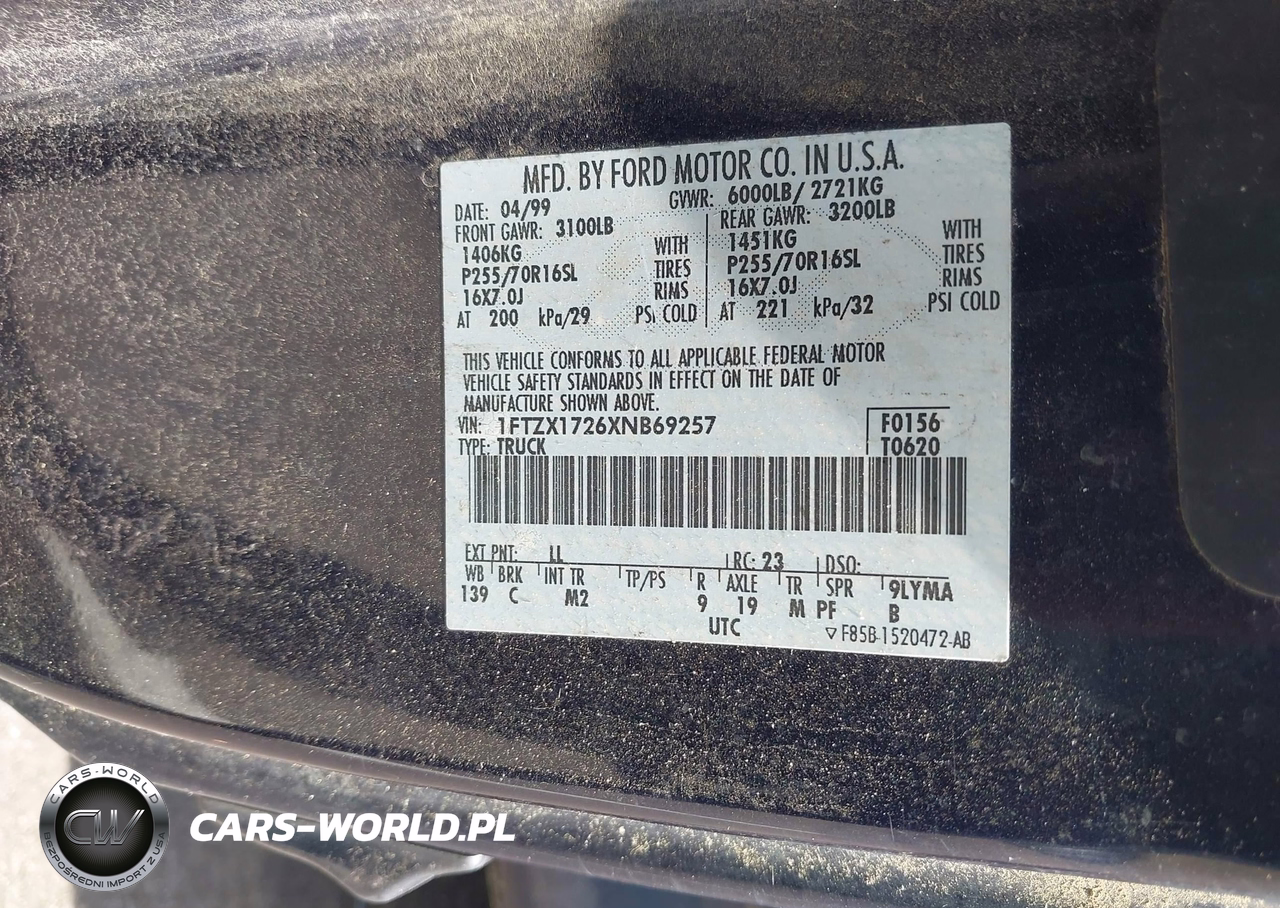 MFD. BY FORD MOTOR CO. IN U.S.A.
DATE: 04/99 GVWR: 6000LB/ 2721KG
FRONT GAWR: 3100LB REAR GAWR: 3200LB
1406KG WITH 1451KG WITH
P255/70R16SL TIRES P255/70R16SL TIRES
16X7.0J RIMS 16X7.0J RIMS
AT 200 kPa/29 PSI COLD AT 221 kPa/32 PSI COLD
THIS VEHICLE CONFORMS TO ALL APPLICABLE FEDERAL MOTOR
VEHICLE SAFETY STANDARDS IN EFFECT ON THE DATE OF
MANUFACTURE SHOWN ABOVE.
VIN: 1FTZX1726XNB69257 F0156
TYPE: TRUCK T0620
EXT PNT: LL RC: 23 DSO:
WB BRK INT TR TP/PS R AXLE TR SPR 9LYMA
139 C M2 9 19 M PF B
UTC ▽ F85B-1520472-AB
CARS-WORLD
CW
BEZPOŚREDNI IMPORT Z USA
CARS-WORLD.PL